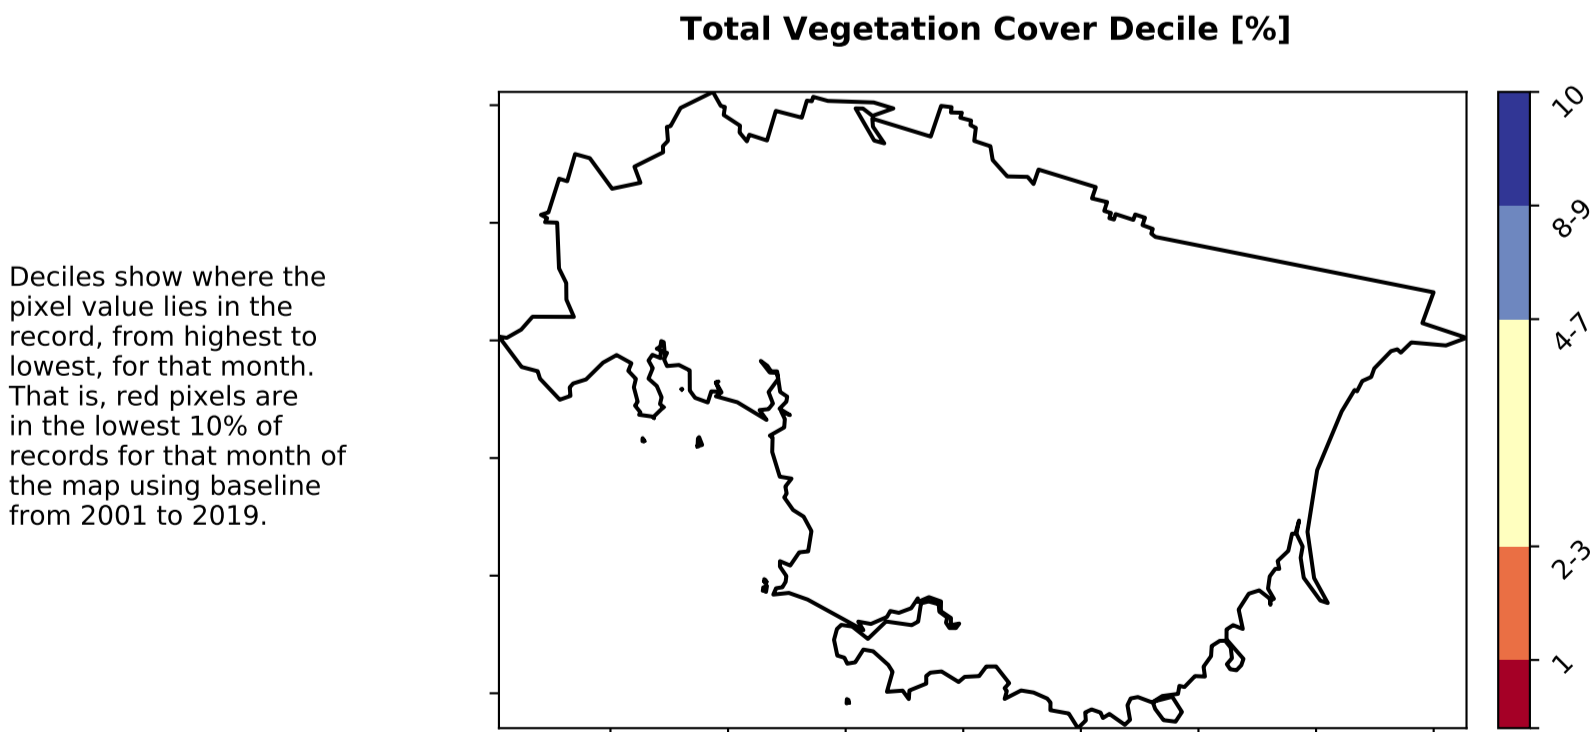 Total Vegetation Cover Decile [%]
Deciles show where the
pixel value lies in the
record, from highest to
lowest, for that month.
That is, red pixels are
in the lowest 10% of
records for that month of
the map using baseline
from 2001 to 2019.
10
8-9
4-7
2-3
1